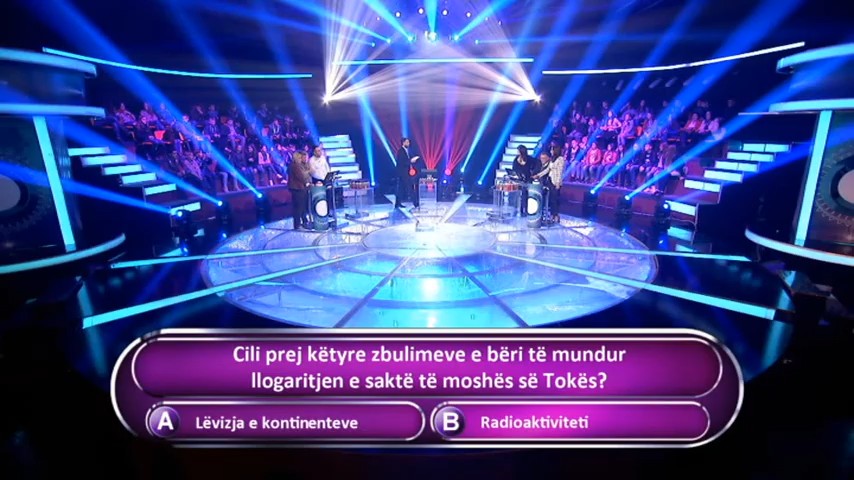 Cili prej këtyre zbulimeve e bëri të mundur
llogaritjen e saktë të moshës së Tokës?
A Lëvizja e kontinenteve
B Radioaktiviteti